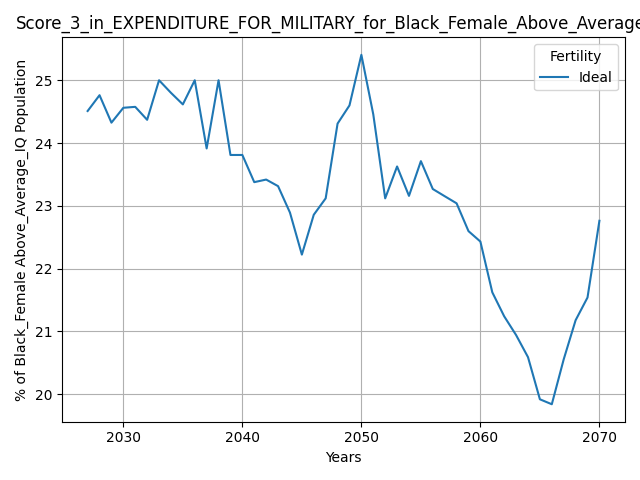 Score_3_in_EXPENDITURE_FOR_MILITARY_for_Black_Female_Above_Average
% of Black_Female Above_Average_IQ Population
25
24
23
22
21
20
Fertility
Ideal
2030 2040 2050 2060 2070
Years